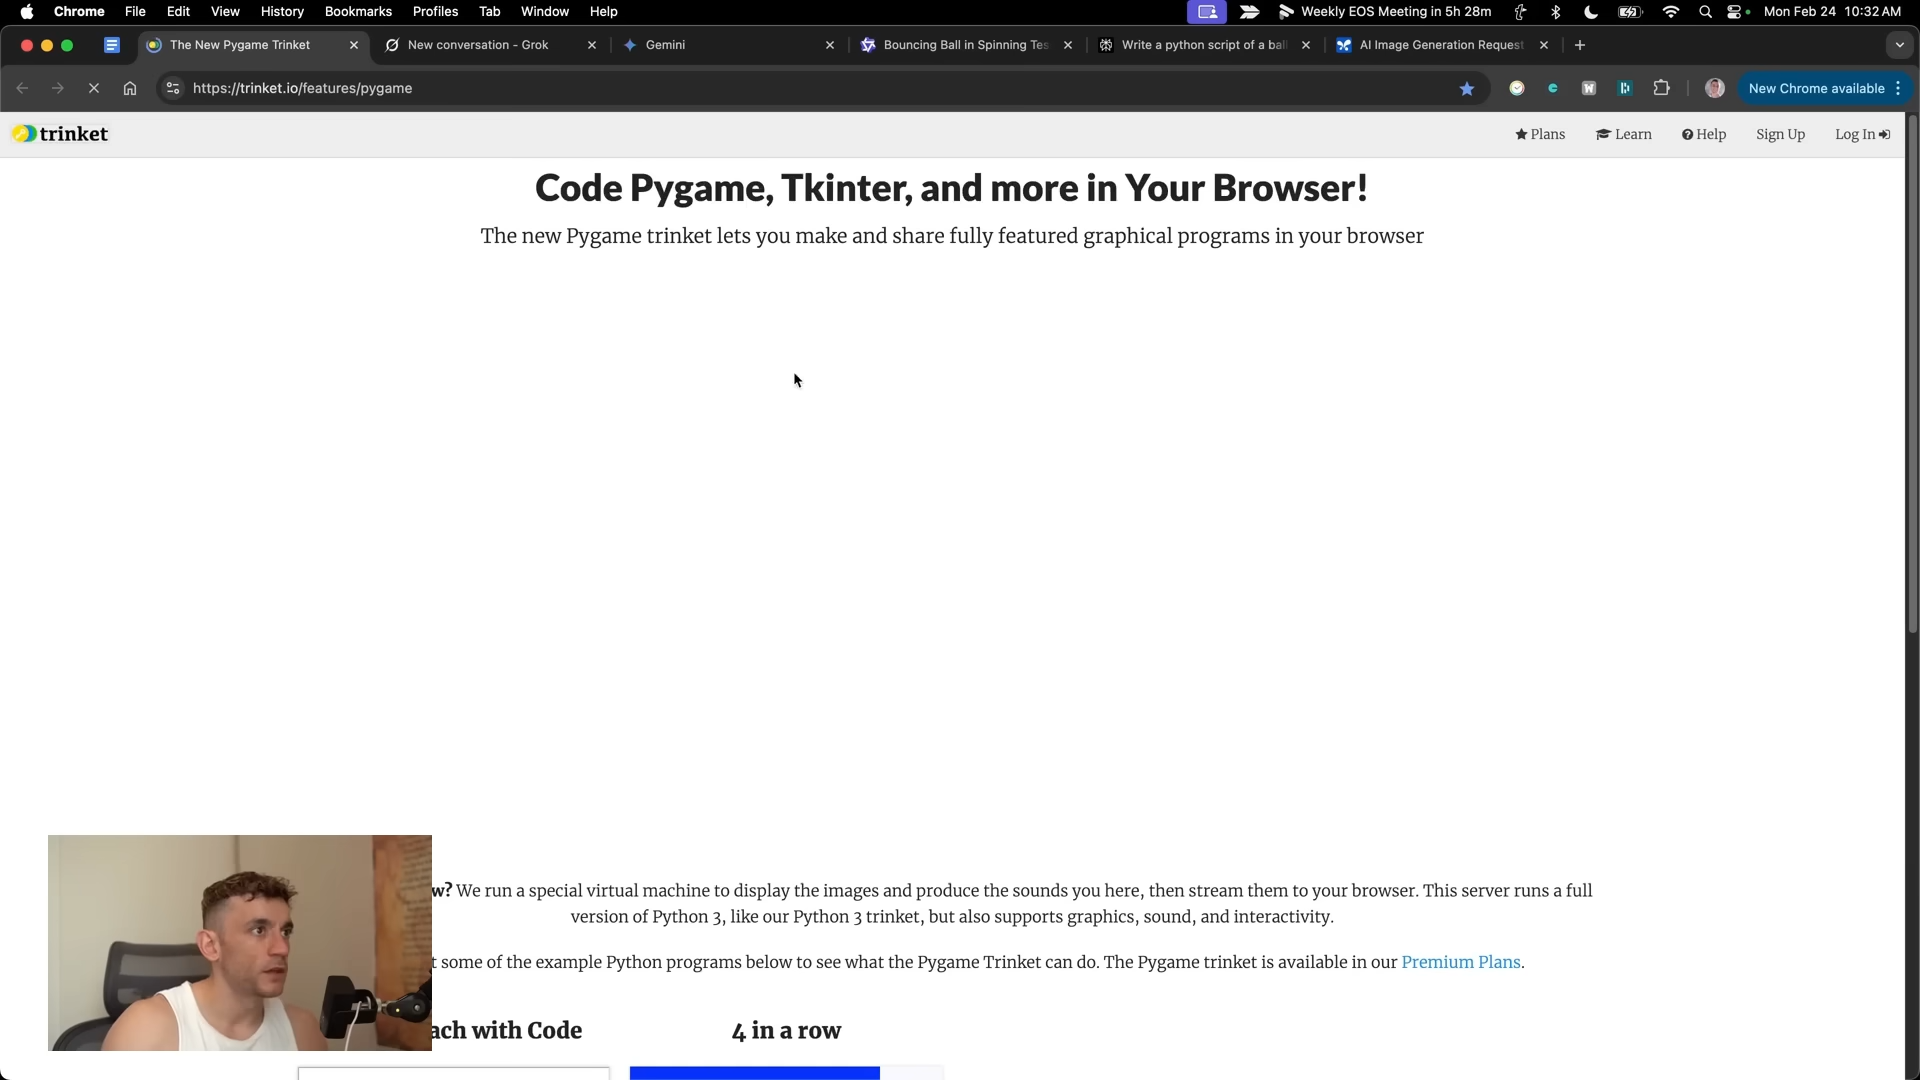 Chrome File Edit View History Bookmarks Profiles Tab Window Help Weekly EOS Meeting in 5h 28m Mon Feb 24 10:32 AM
The New Pygame Trinket New conversation - Grok Gemini Bouncing Ball in Spinning Tes Write a python script of a bal AI Image Generation Request
https://trinket.io/features/pygame New Chrome available
trinket Plans Learn Help Sign Up Log In
Code Pygame, Tkinter, and more in Your Browser!
The new Pygame trinket lets you make and share fully featured graphical programs in your browser
w? We run a special virtual machine to display the images and produce the sounds you here, then stream them to your browser. This server runs a full
version of Python 3, like our Python 3 trinket, but also supports graphics, sound, and interactivity.
t some of the example Python programs below to see what the Pygame Trinket can do. The Pygame trinket is available in our Premium Plans.
ach with Code 4 in a row